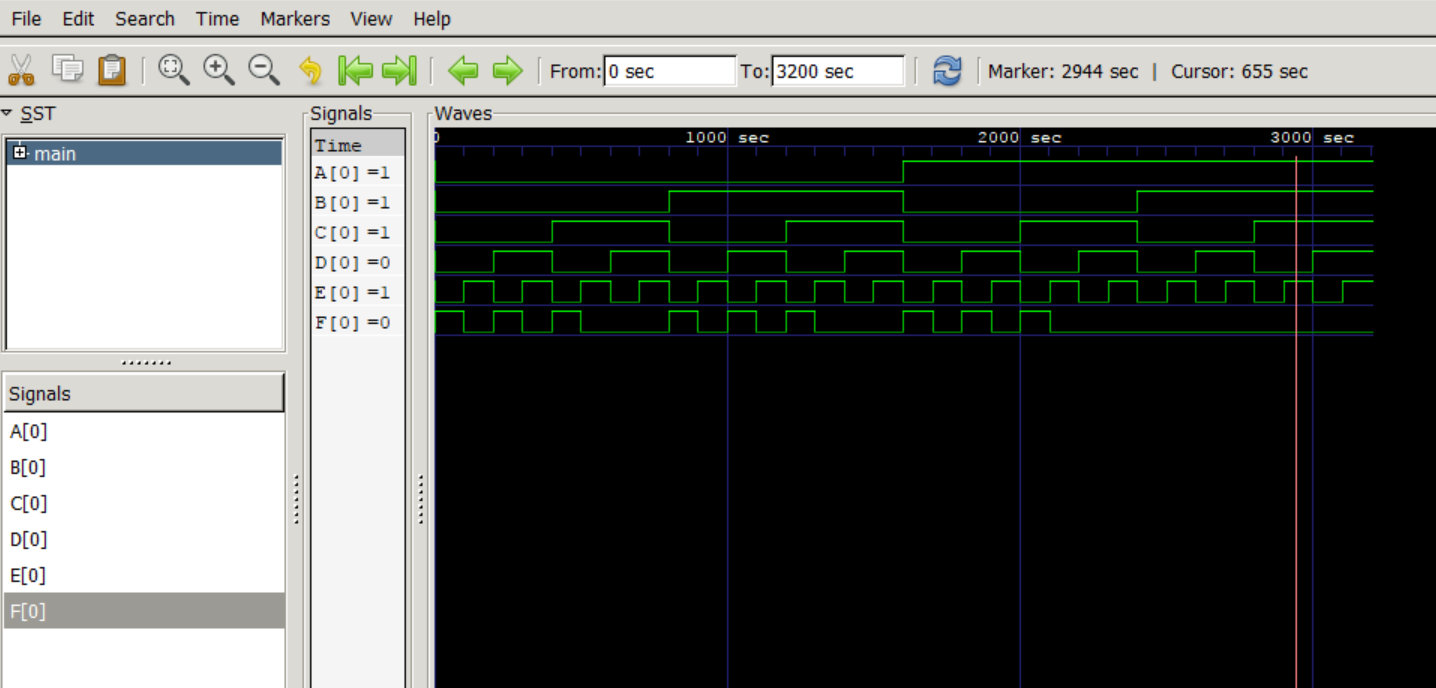 File Edit Search Time Markers View Help
From: 0 sec To: 3200 sec Marker: 2944 sec | Cursor: 655 sec
SST
main
Signals
A[0]
B[0]
C[0]
D[0]
E[0]
F[0]
Signals
Time
A[0] =1
B[0] =1
C[0] =1
D[0] =0
E[0] =1
F[0] =0
Waves
0 1000 sec 2000 sec 3000 sec